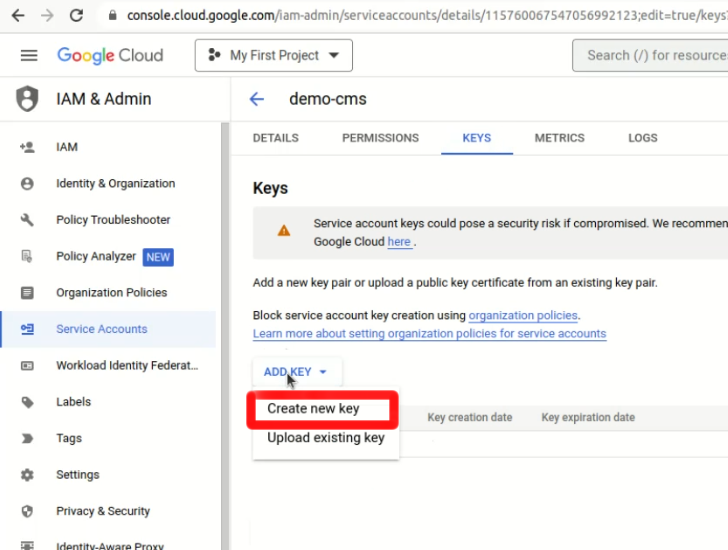 console.cloud.google.com/iam-admin/serviceaccounts/details/115760067547056992123;edit=true/keys
Google Cloud
My First Project
Search (/) for resource
IAM & Admin
demo-cms
DETAILS
PERMISSIONS
KEYS
METRICS
LOGS
IAM
Identity & Organization
Policy Troubleshooter
Policy Analyzer NEW
Organization Policies
Service Accounts
Workload Identity Federat...
Labels
Tags
Settings
Privacy & Security
Identity-Aware Proxy
Keys
Service account keys could pose a security risk if compromised. We recommen
Google Cloud here .
Add a new key pair or upload a public key certificate from an existing key pair.
Block service account key creation using organization policies.
Learn more about setting organization policies for service accounts
ADD KEY
Create new key
Upload existing key
Key creation date
Key expiration date